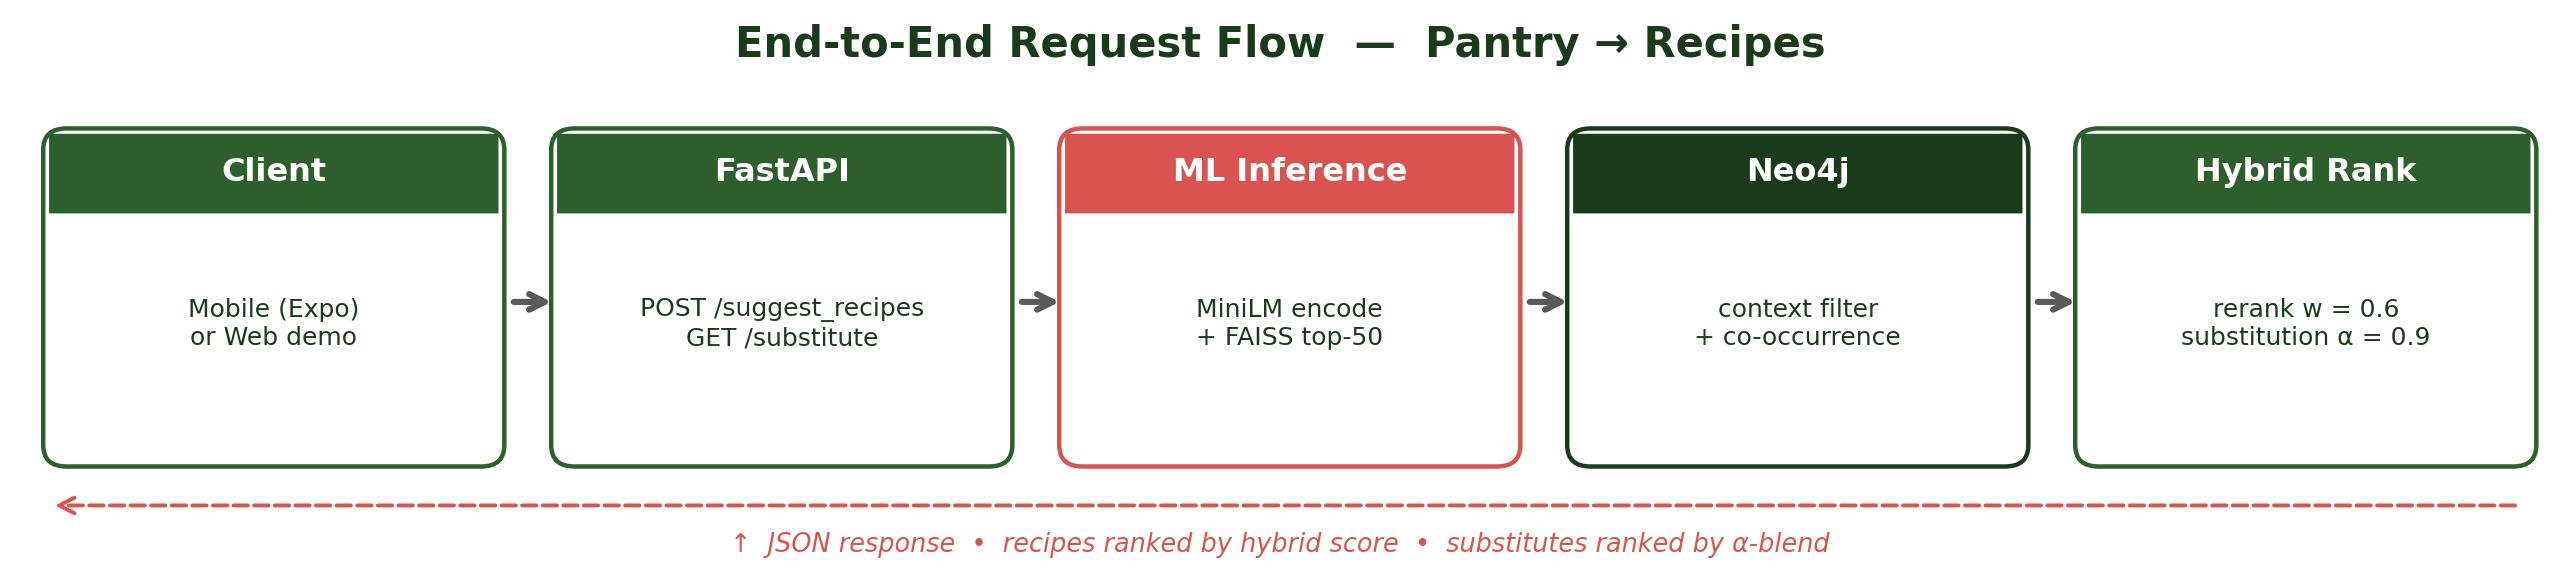 End-to-End Request Flow — Pantry → Recipes
Client
Mobile (Expo)
or Web demo
FastAPI
POST /suggest_recipes
GET /substitute
ML Inference
MiniLM encode
+ FAISS top-50
Neo4j
context filter
+ co-occurrence
Hybrid Rank
rerank w = 0.6
substitution α = 0.9
↑ JSON response • recipes ranked by hybrid score • substitutes ranked by α-blend